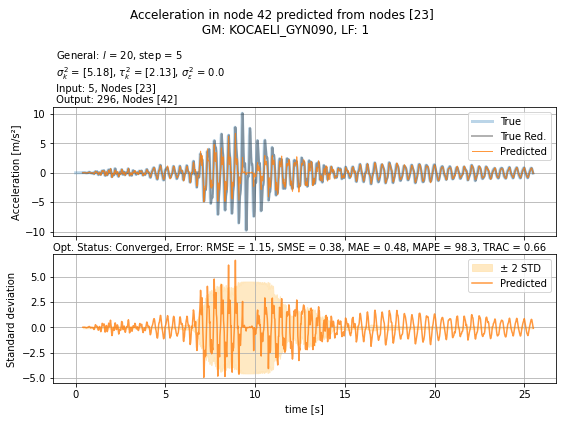 Acceleration in node 42 predicted from nodes [23]
GM: KOCAELI_GYN090, LF: 1
General: l = 20, step = 5
σ²ₖ = [5.18], τ²ₖ = [2.13], σ²ε = 0.0
Input: 5, Nodes [23]
Output: 296, Nodes [42]
Acceleration [m/s²]
10
5
0
−5
−10
True
True Red.
Predicted
Opt. Status: Converged, Error: RMSE = 1.15, SMSE = 0.38, MAE = 0.48, MAPE = 98.3, TRAC = 0.66
Standard deviation
5.0
2.5
0.0
−2.5
−5.0
± 2 STD
Predicted
0 5 10 15 20 25
time [s]